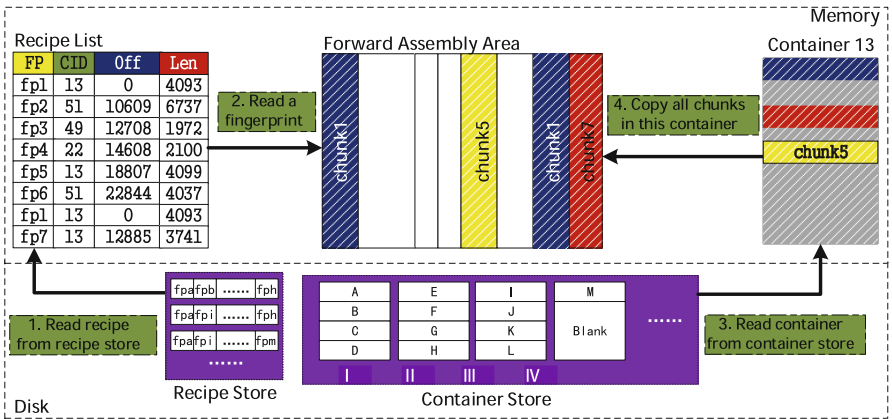 Memory
Recipe List
Forward Assembly Area
Container 13
FP CID Off Len
fp1 13 0 4093
fp2 51 10609 6737
fp3 49 12708 1972
fp4 22 14608 2100
fp5 13 18807 4099
fp6 51 22844 4037
fp1 13 0 4093
fp7 13 12885 3741
2. Read a
fingerprint
chunk1
chunk5
chunk1
chunk7
4. Copy all chunks
in this container
chunk5
1. Read recipe
from recipe store
fpa fpb ...... fph
fpa fpi ...... fph
fpa fpi ...... fpm
......
Recipe Store
A E I M
B F J
C G K Blank
D H L
......
I II III IV
Container Store
3. Read container
from container store
Disk